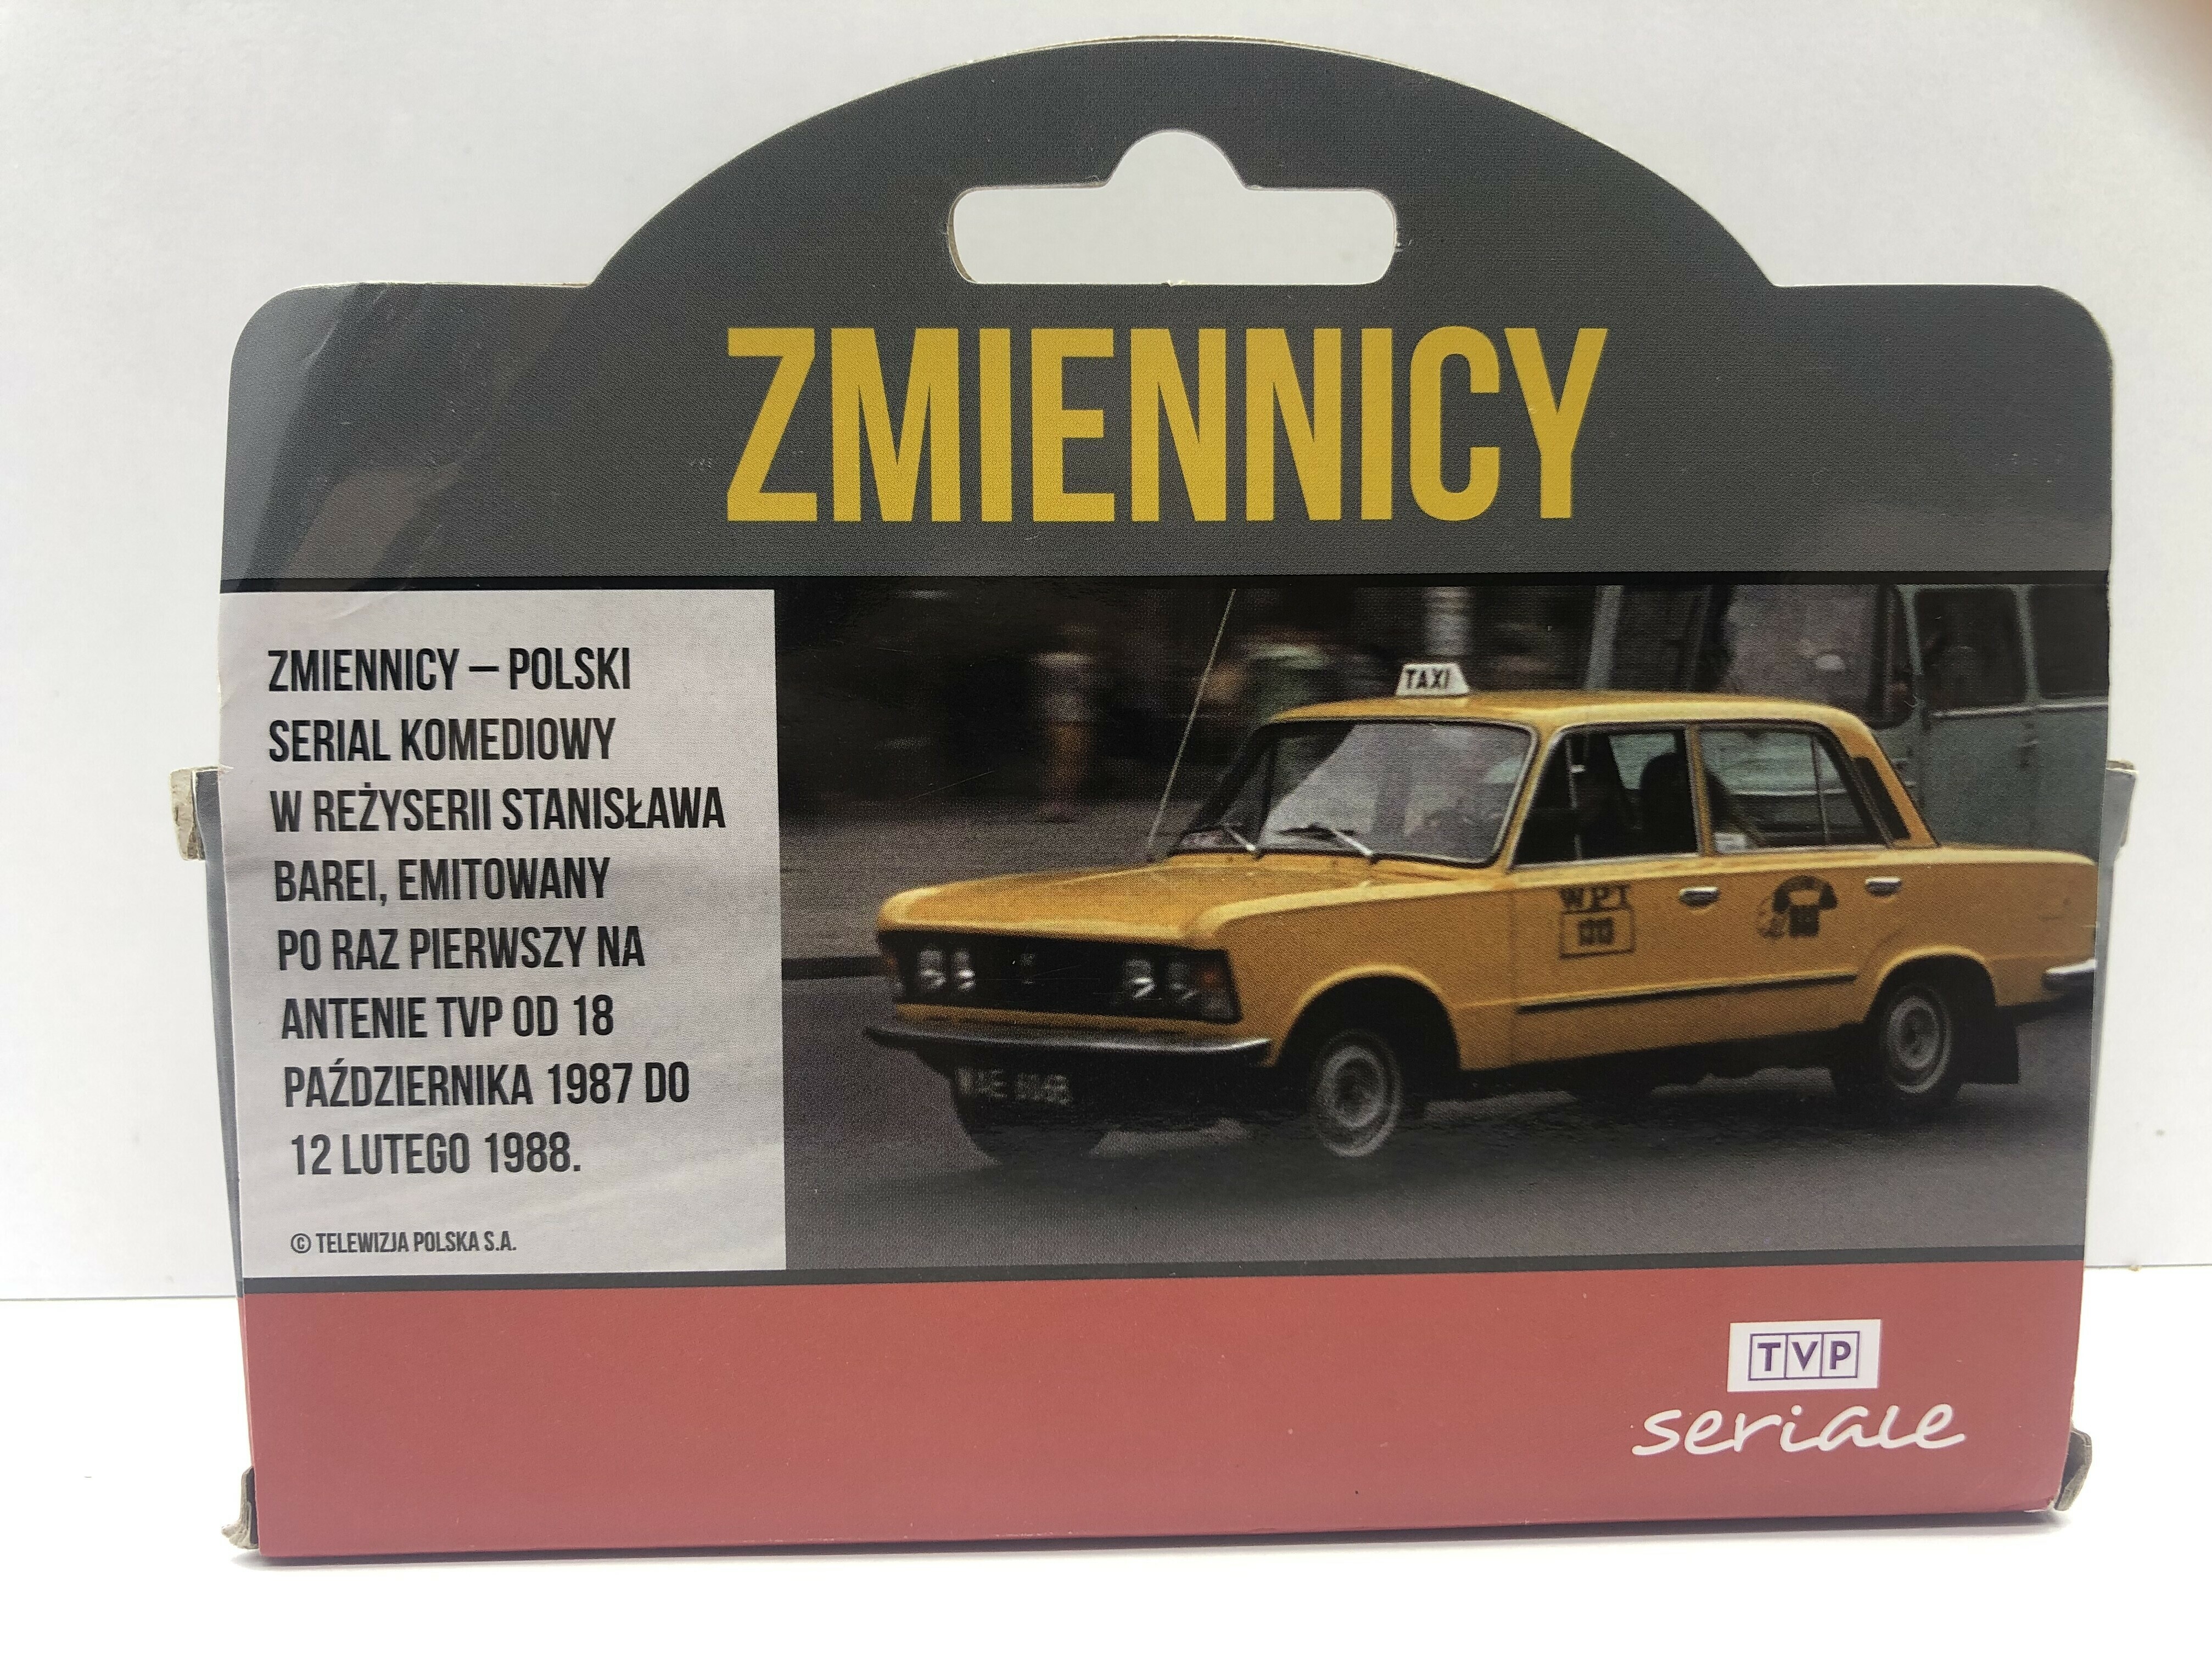 ZMIENNICY
ZMIENNICY – POLSKI
SERIAL KOMEDIOWY
W REŻYSERII STANISŁAWA
BAREI, EMITOWANY
PO RAZ PIERWSZY NA
ANTENIE TVP OD 18
PAŹDZIERNIKA 1987 DO
12 LUTEGO 1988.
© TELEWIZJA POLSKA S.A.
TAXI
WPT
TVP
seriale